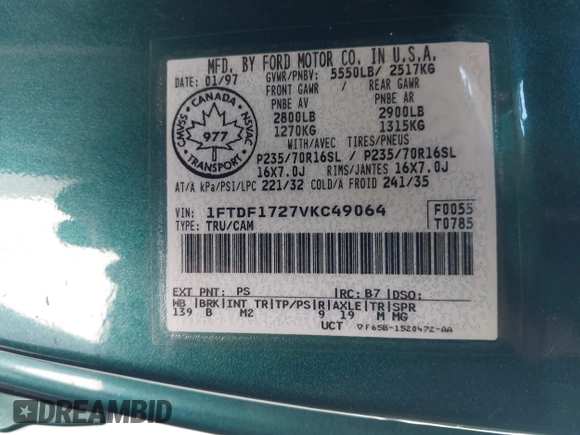 MFD. BY FORD MOTOR CO. IN U.S.A.
DATE: 01/97 GVWR/PNBV: 5550LB/ 2517KG
FRONT GAWR / REAR GAWR
PNBE AV PNBE AR
2800LB 2900LB
1270KG 1315KG
WITH/AVEC TIRES/PNEUS
P235/70R16SL / P235/70R16SL
16X7.0J RIMS/JANTES 16X7.0J
AT/A kPa/PSI/LPC 221/32 COLD/A FROID 241/35
CMVSS · CANADA · NSVAC
977
TRANSPORT
VIN: 1FTDF1727VKC49064 F0055
TYPE: TRU/CAM T0785
EXT PNT: PS RC: B7 DSO:
WB BRK INT TR TP/PS R AXLE TR SPR
139 B M2 9 19 M MG
UCT ▽F65B-1520472-AA
DREAMBID